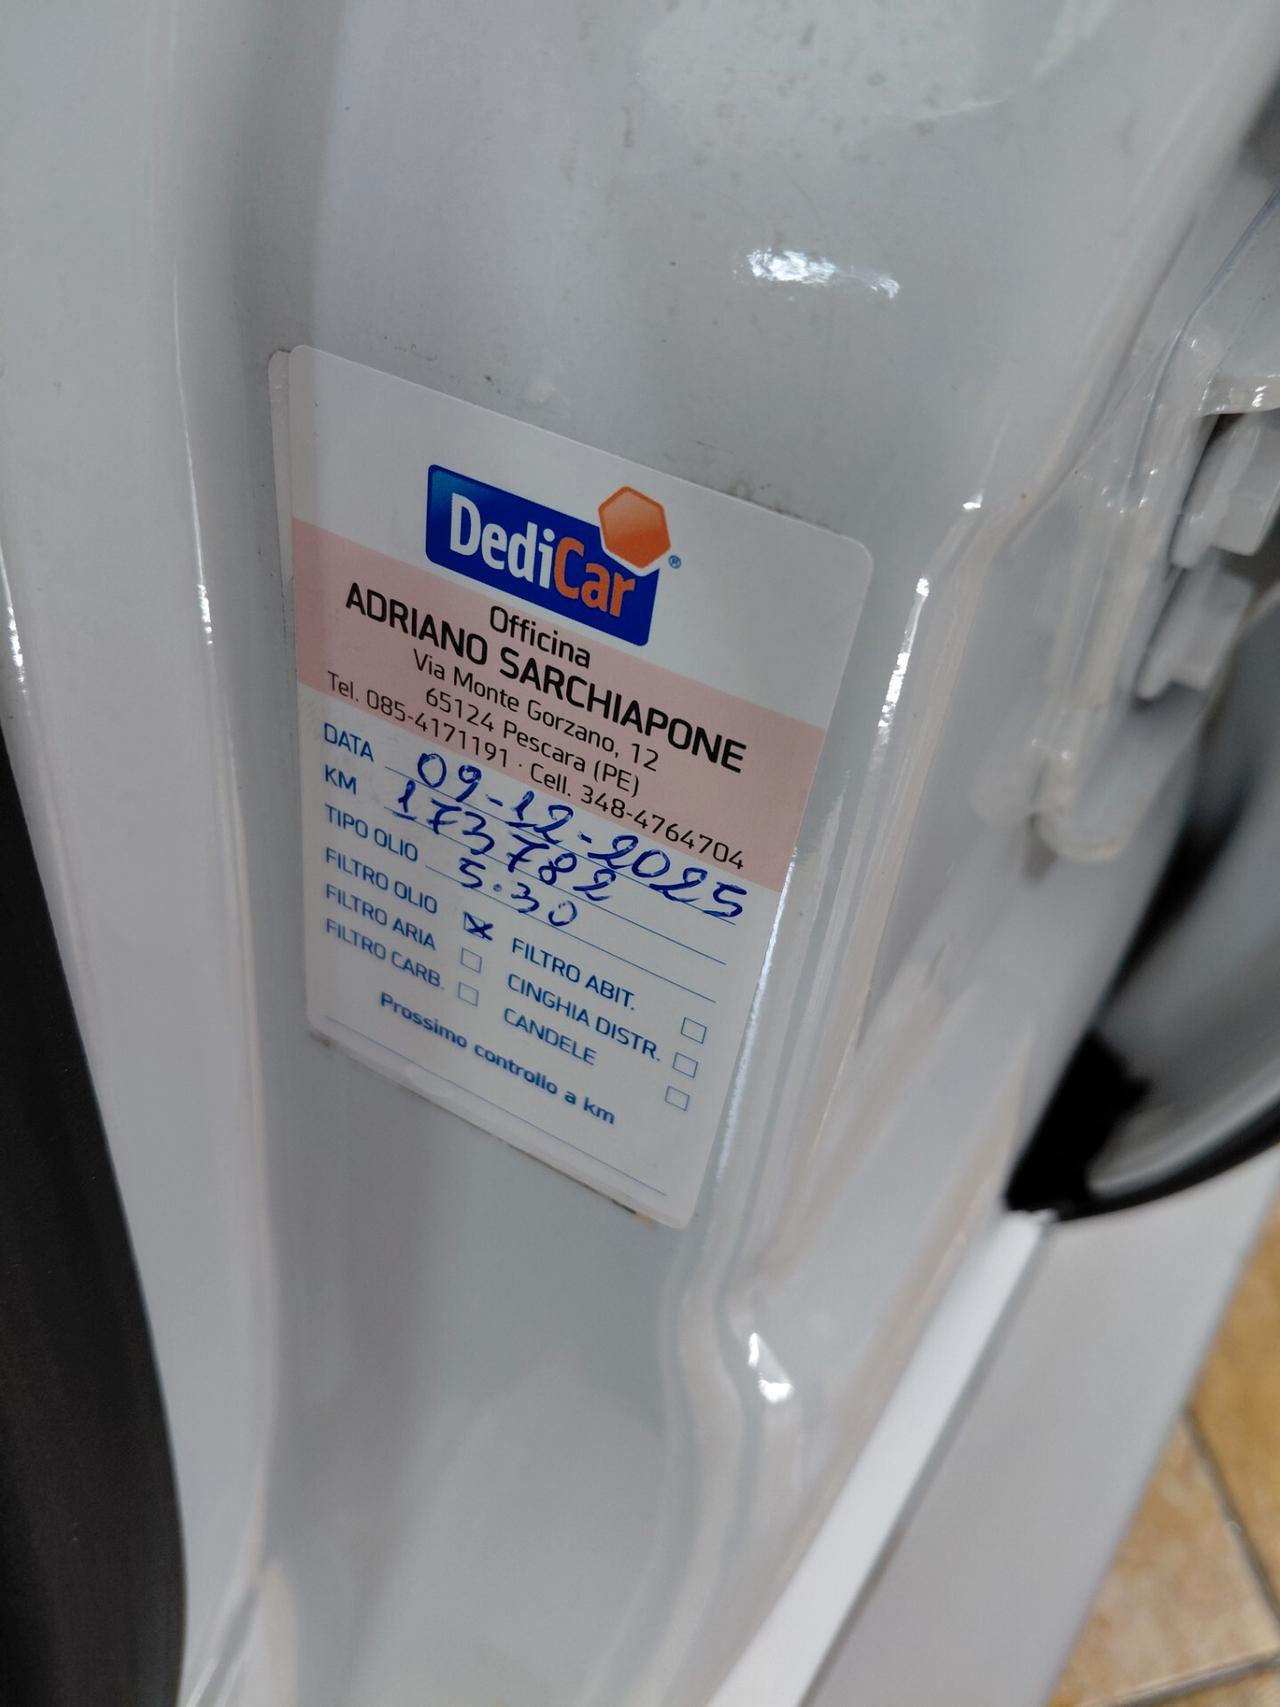 DediCar®
Officina
ADRIANO SARCHIAPONE
Via Monte Gorzano, 12
65124 Pescara (PE)
Tel. 085-4171191 · Cell. 348-4764704
DATA 09-12-2025
KM 173782
TIPO OLIO 5.30
FILTRO OLIO FILTRO ABIT.
FILTRO ARIA CINGHIA DISTR.
FILTRO CARB. CANDELE
Prossimo controllo a km